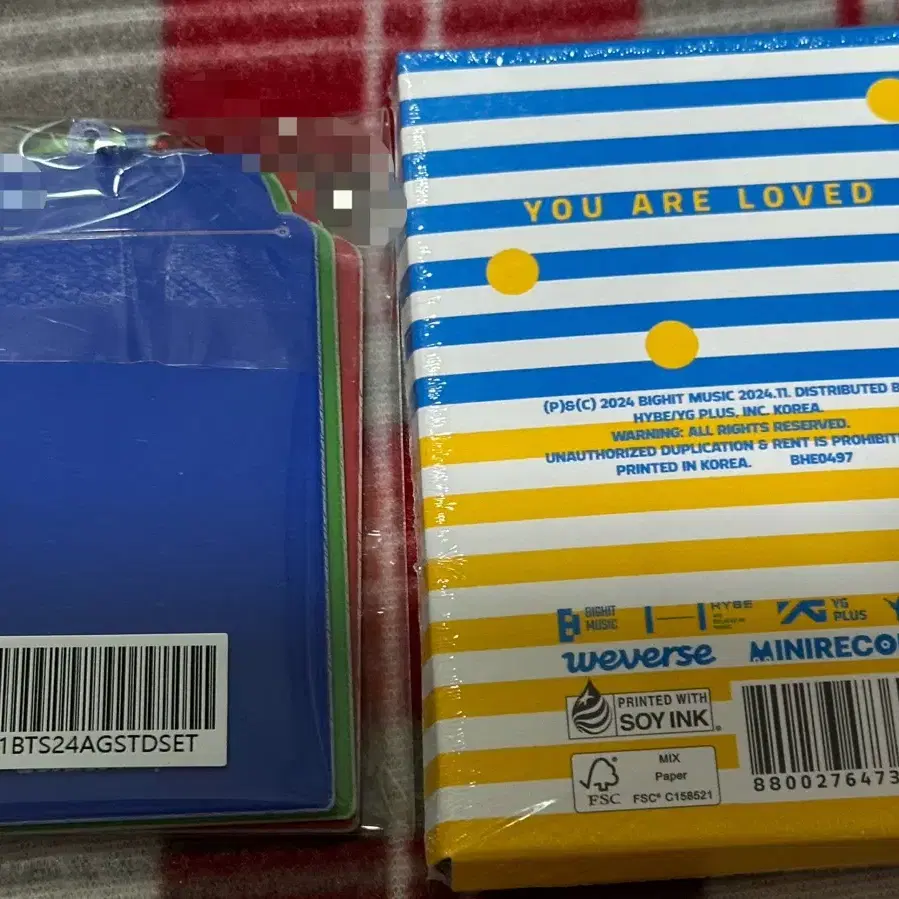 YOU ARE LOVED
(P)&(C) 2024 BIGHIT MUSIC 2024.11. DISTRIBUTED B
HYBE/YG PLUS, INC. KOREA.
WARNING: ALL RIGHTS RESERVED.
UNAUTHORIZED DUPLICATION & RENT IS PROHIBIT
PRINTED IN KOREA. BHE0497
BIGHIT MUSIC
HYBE
YG PLUS
weverse MINIRECO
PRINTED WITH
SOY INK
MIX
Paper
FSC
FSC® C158521
8800276473
1BTS24AGSTDSET